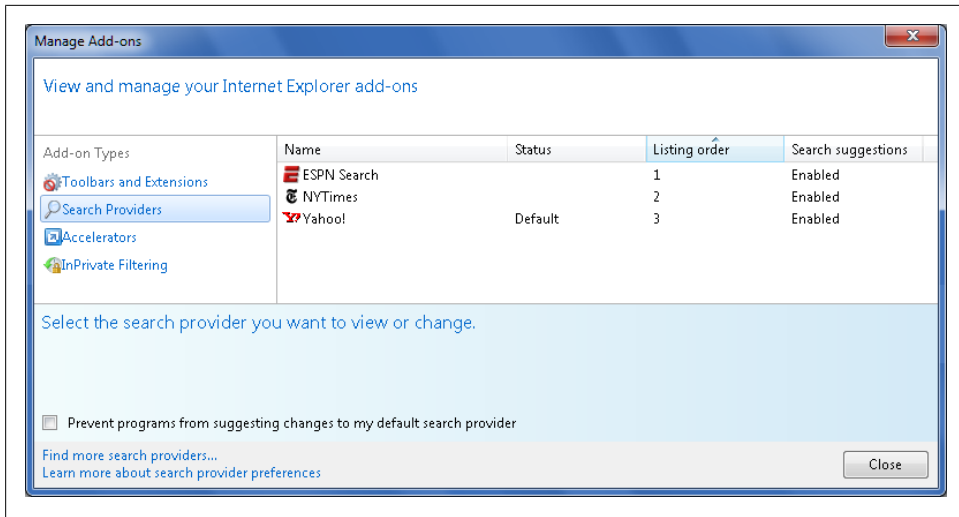 Manage Add-ons
View and manage your Internet Explorer add-ons
Add-on Types
Toolbars and Extensions
Search Providers
Accelerators
InPrivate Filtering
Name Status Listing order Search suggestions
ESPN Search 1 Enabled
NYTimes 2 Enabled
Yahoo! Default 3 Enabled
Select the search provider you want to view or change.
Prevent programs from suggesting changes to my default search provider
Find more search providers...
Learn more about search provider preferences
Close